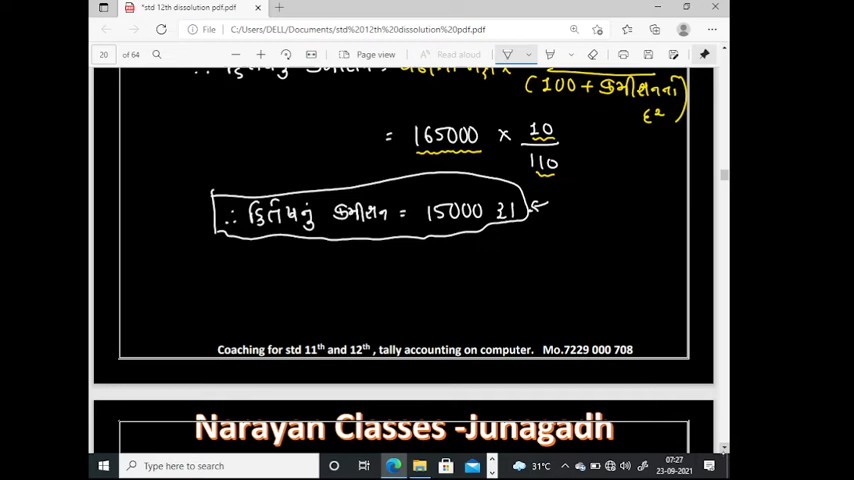 *std 12th dissolution pdf.pdf
File C:/Users/DELL/Documents/std%2012th%20dissolution%20pdf.pdf
20 of 64 Page view Read aloud
(100 + કમીશનનો
દર)
= 165000 × 10
110
∴ હિતેષનું કમીશન = 15000 રૂા
Coaching for std 11th and 12th , tally accounting on computer. Mo.7229 000 708
Narayan Classes -Junagadh
Type here to search
31°C
ENG
07:27
23-09-2021